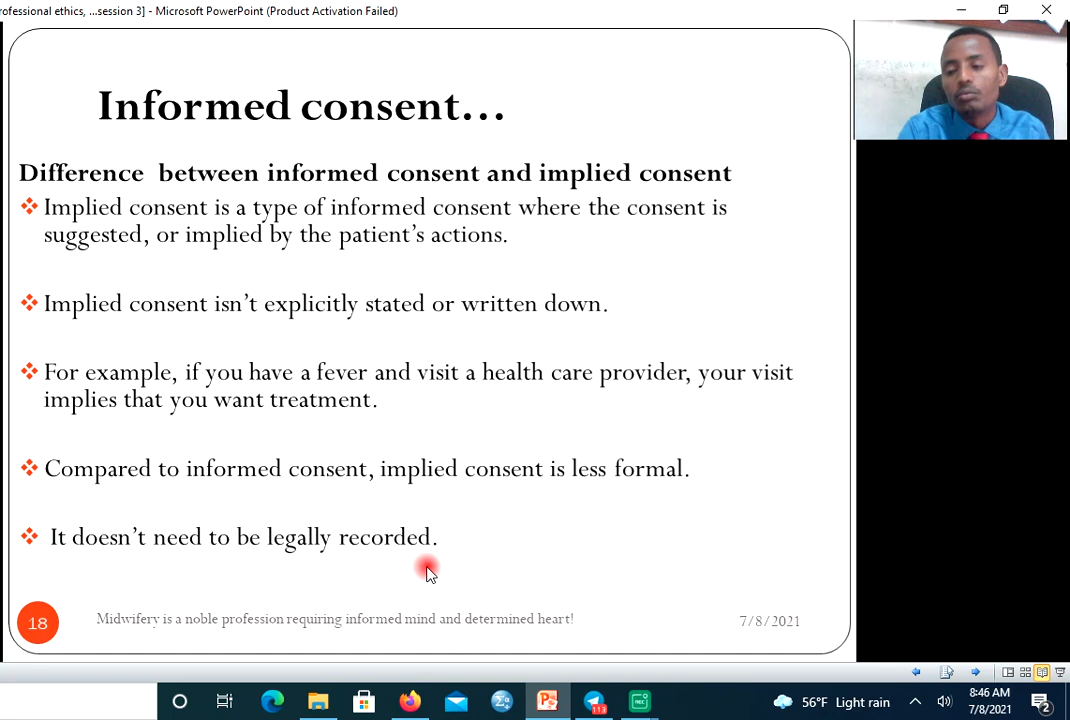 rofessional ethics, ...session 3] - Microsoft PowerPoint (Product Activation Failed)
Informed consent...
Difference between informed consent and implied consent
Implied consent is a type of informed consent where the consent is
suggested, or implied by the patient's actions.
Implied consent isn't explicitly stated or written down.
For example, if you have a fever and visit a health care provider, your visit
implies that you want treatment.
Compared to informed consent, implied consent is less formal.
It doesn't need to be legally recorded.
18
Midwifery is a noble profession requiring informed mind and determined heart!
7/8/2021
113
REC
56°F Light rain
8:46 AM
7/8/2021
2